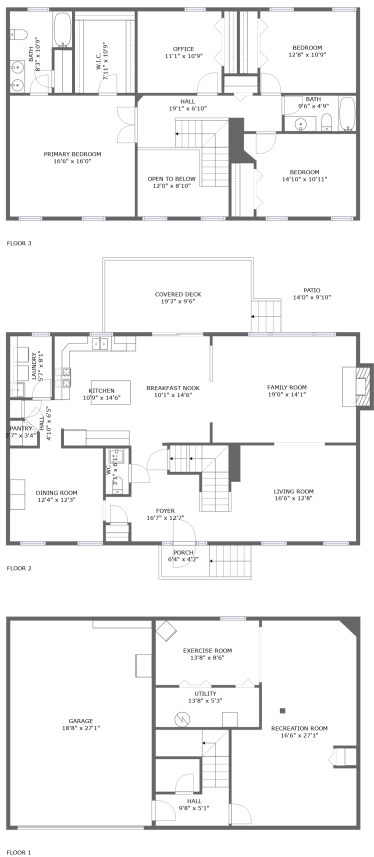 BATH
8'3" x 10'9"
W.I.C.
7'11" x 10'9"
OFFICE
11'1" x 10'9"
BEDROOM
12'8" x 10'9"
HALL
19'1" x 6'10"
BATH
9'6" x 4'9"
PRIMARY BEDROOM
16'6" x 16'0"
OPEN TO BELOW
12'0" x 8'10"
BEDROOM
14'10" x 10'11"
FLOOR 3
COVERED DECK
19'3" x 9'6"
PATIO
14'0" x 9'10"
LAUNDRY
5'7" x 8'1"
KITCHEN
10'9" x 14'6"
BREAKFAST NOOK
10'1" x 14'6"
FAMILY ROOM
19'0" x 14'1"
PANTRY
x 3'4"
HALL
4'10" x 6'5"
WC
DINING ROOM
12'4" x 12'3"
FOYER
16'7" x 12'7"
LIVING ROOM
16'6" x 12'8"
PORCH
6'4" x 4'2"
FLOOR 2
EXERCISE ROOM
13'8" x 8'6"
UTILITY
13'8" x 5'3"
GARAGE
18'8" x 27'1"
RECREATION ROOM
16'6" x 27'1"
HALL
9'8" x 5'1"
FLOOR 1